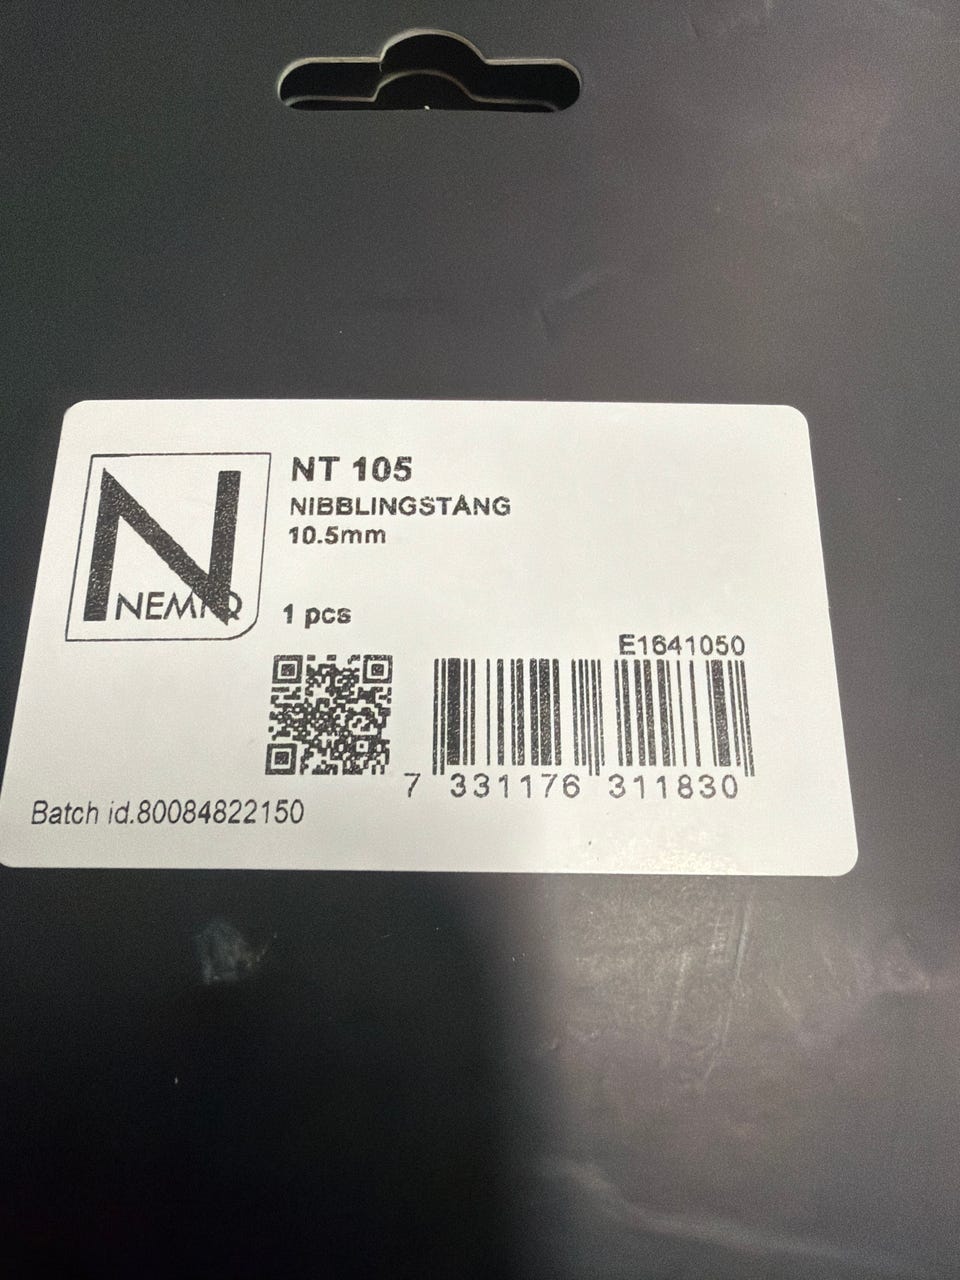 NT 105
NIBBLINGSTÅNG
10.5mm
1 pcs
E1641050
7 331176 311830
Batch id.80084822150